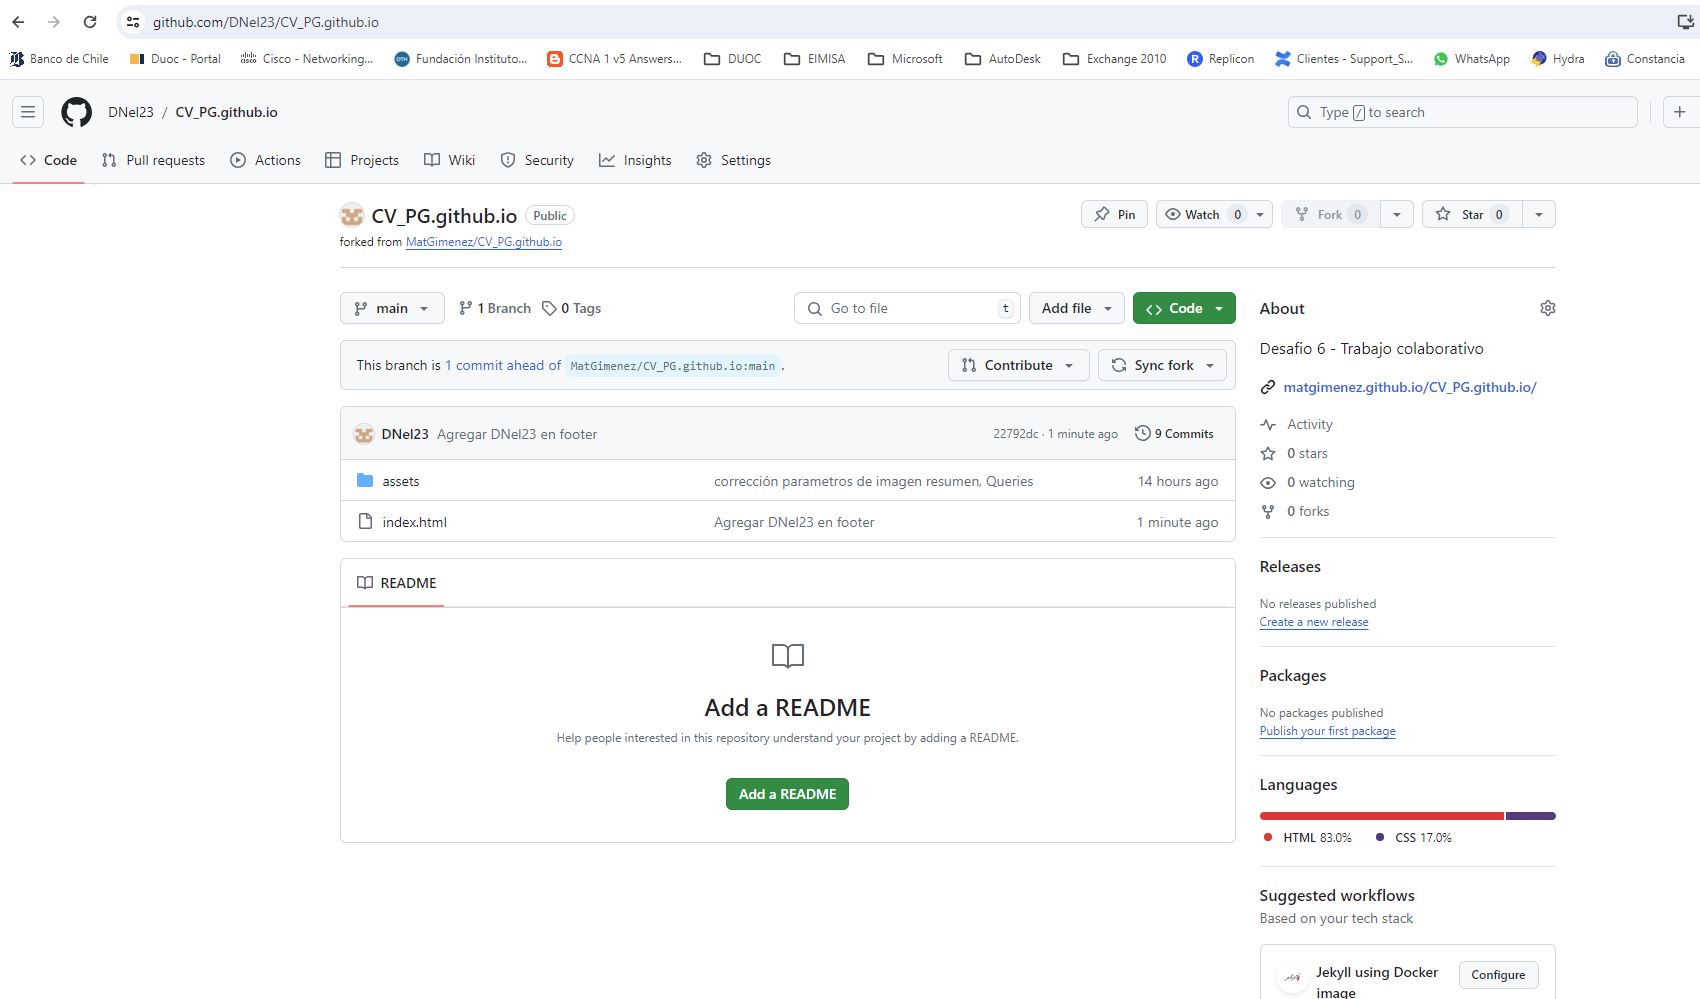 github.com/DNel23/CV_PG.github.io
Banco de Chile Duoc - Portal Cisco - Networking... Fundación Instituto... CCNA 1 v5 Answers... DUOC EIMISA Microsoft AutoDesk Exchange 2010 Replicon Clientes - Support_S... WhatsApp Hydra Constancia
DNel23 / CV_PG.github.io Type / to search
Code Pull requests Actions Projects Wiki Security Insights Settings
CV_PG.github.io Public Pin Watch 0 Fork 0 Star 0
forked from MatGimenez/CV_PG.github.io
main 1 Branch 0 Tags Go to file t Add file Code
This branch is 1 commit ahead of MatGimenez/CV_PG.github.io:main . Contribute Sync fork
DNel23 Agregar DNel23 en footer 22792dc · 1 minute ago 9 Commits
assets corrección parametros de imagen resumen, Queries 14 hours ago
index.html Agregar DNel23 en footer 1 minute ago
README
Add a README
Help people interested in this repository understand your project by adding a README.
Add a README
About
Desafio 6 - Trabajo colaborativo
matgimenez.github.io/CV_PG.github.io/
Activity
0 stars
0 watching
0 forks
Releases
No releases published
Create a new release
Packages
No packages published
Publish your first package
Languages
HTML 83.0% CSS 17.0%
Suggested workflows
Based on your tech stack
Jekyll using Docker Configure
image